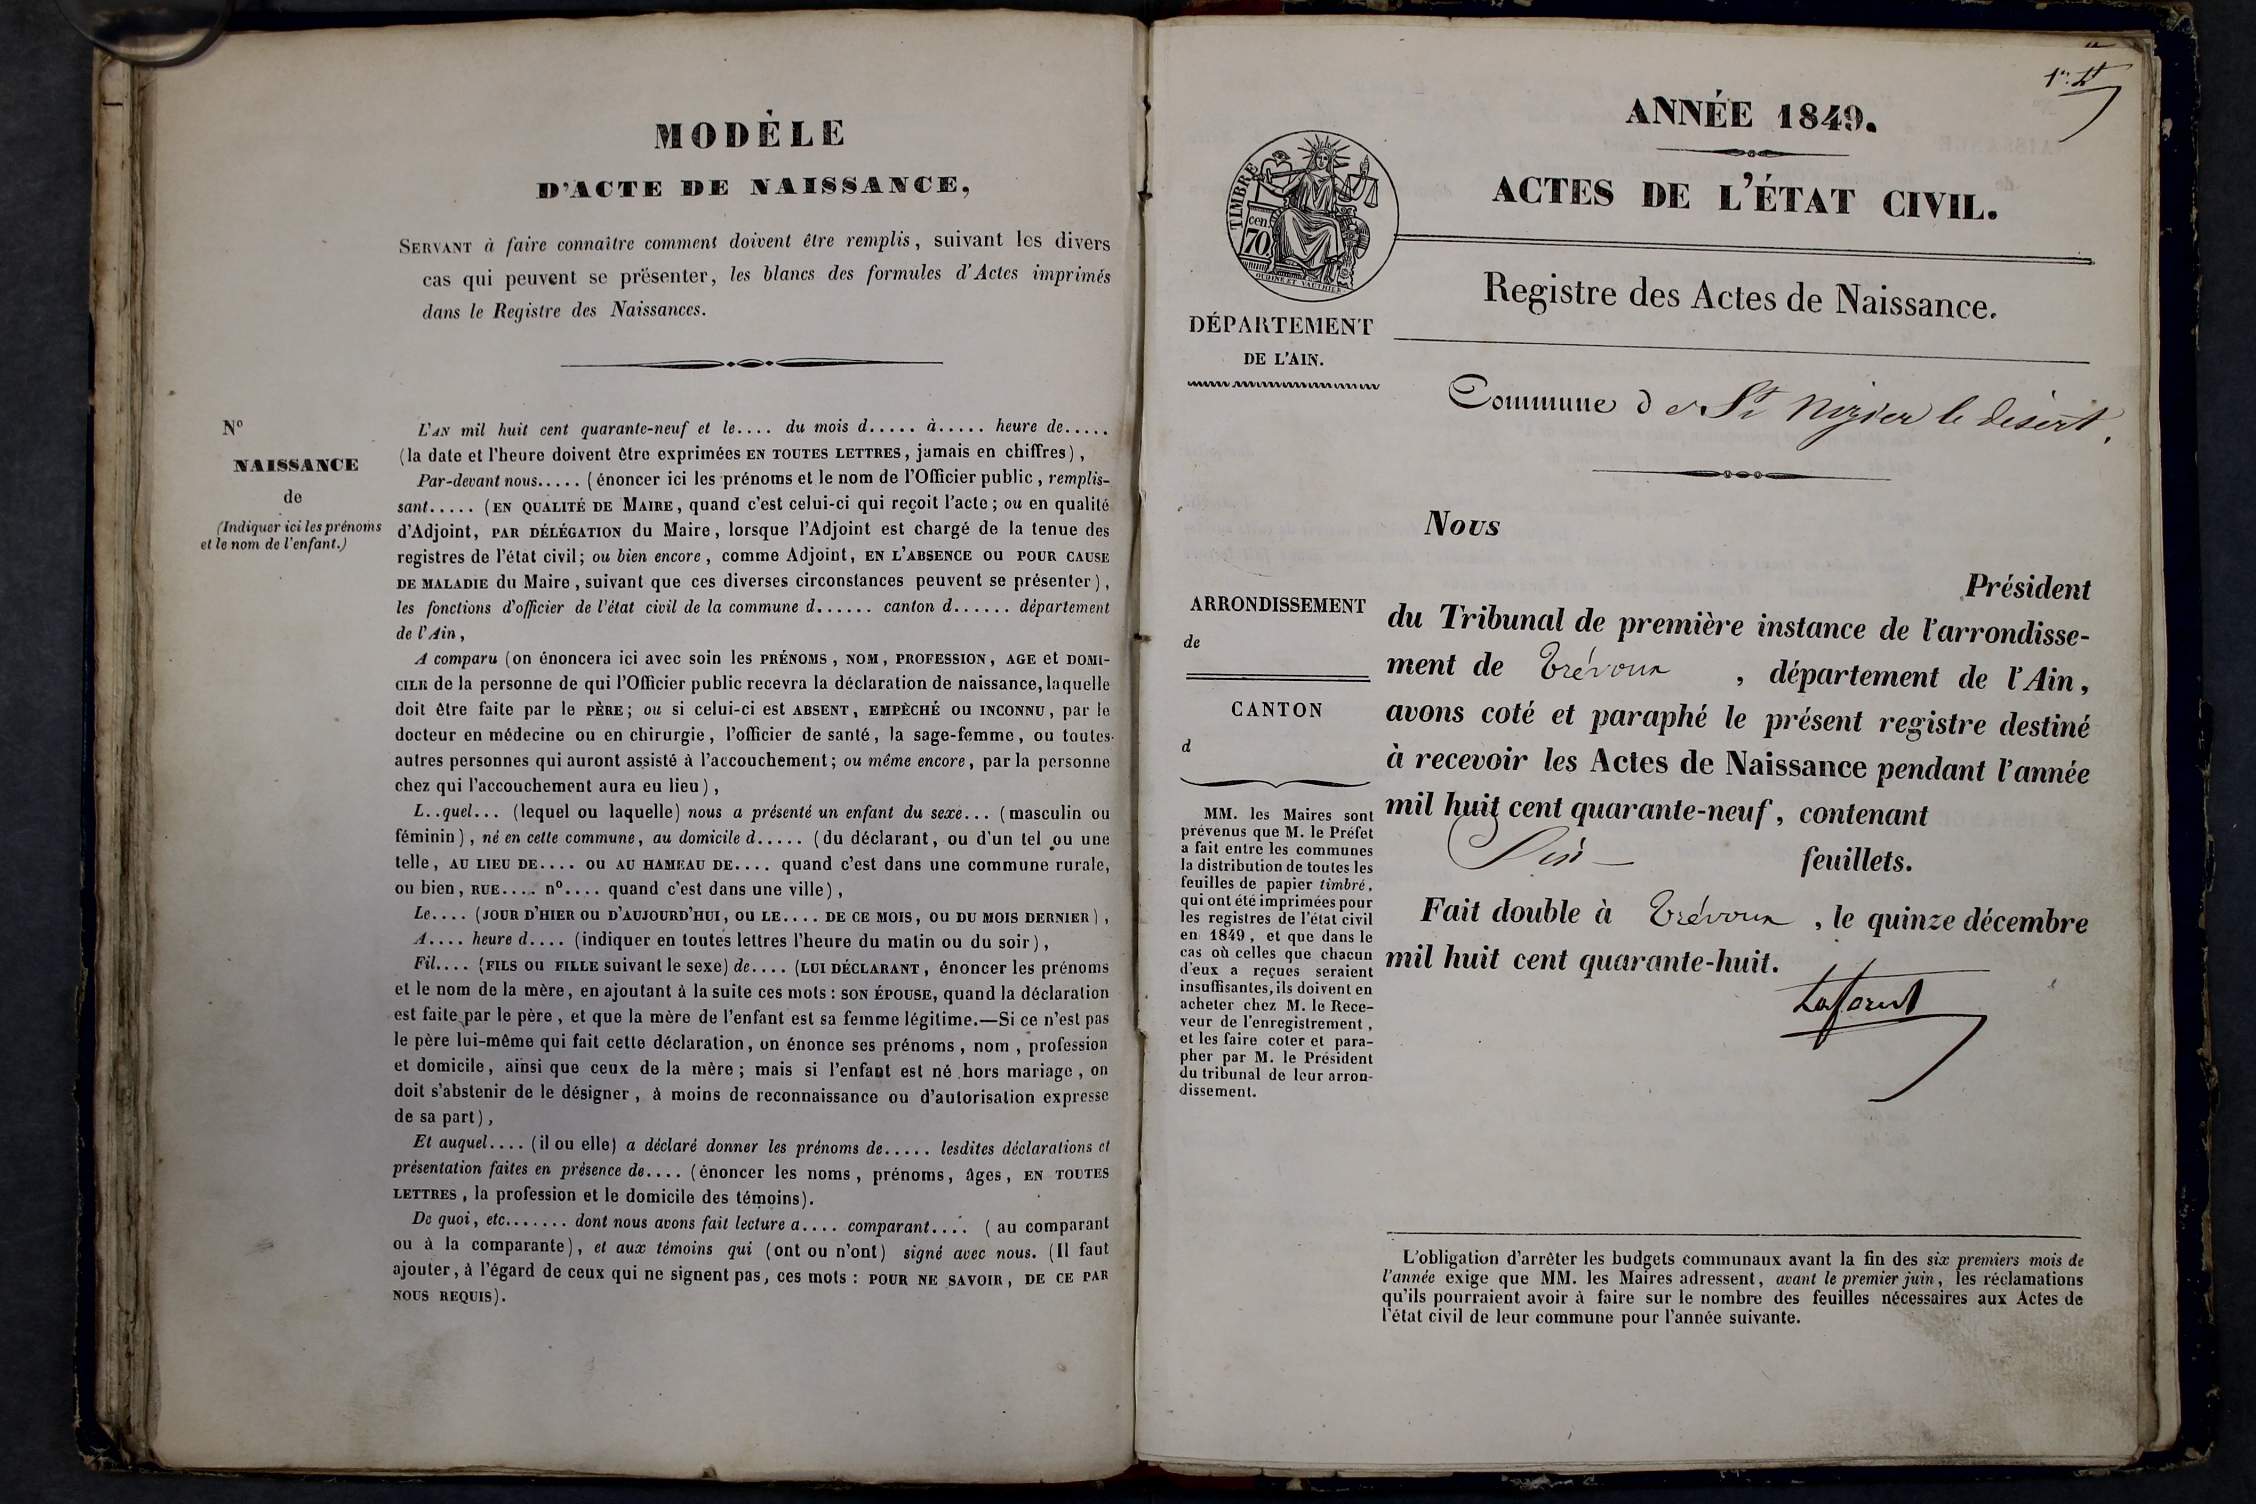 MODÈLE
D'ACTE DE NAISSANCE,
SERVANT à faire connaître comment doivent être remplis, suivant les divers
cas qui peuvent se présenter, les blancs des formules d'Actes imprimés
dans le Registre des Naissances.
N°
NAISSANCE
de
(Indiquer ici les prénoms
et le nom de l'enfant.)
L'AN mil huit cent quarante-neuf et le.... du mois d..... à..... heure de.....
(la date et l'heure doivent être exprimées EN TOUTES LETTRES, jamais en chiffres),
Par-devant nous..... (énoncer ici les prénoms et le nom de l'Officier public, remplis-
sant..... (EN QUALITÉ DE MAIRE, quand c'est celui-ci qui reçoit l'acte; ou en qualité
d'Adjoint, PAR DÉLÉGATION du Maire, lorsque l'Adjoint est chargé de la tenue des
registres de l'état civil; ou bien encore, comme Adjoint, EN L'ABSENCE OU POUR CAUSE
DE MALADIE du Maire, suivant que ces diverses circonstances peuvent se présenter),
les fonctions d'officier de l'état civil de la commune d...... canton d...... département
de l'Ain,
A comparu (on énoncera ici avec soin les PRÉNOMS, NOM, PROFESSION, AGE et DOMI-
CILE de la personne de qui l'Officier public recevra la déclaration de naissance, laquelle
doit être faite par le PÈRE; ou si celui-ci est ABSENT, EMPÊCHÉ OU INCONNU, par le
docteur en médecine ou en chirurgie, l'officier de santé, la sage-femme, ou toutes
autres personnes qui auront assisté à l'accouchement; ou même encore, par la personne
chez qui l'accouchement aura eu lieu),
L..quel... (lequel ou laquelle) nous a présenté un enfant du sexe... (masculin ou
féminin), né en cette commune, au domicile d..... (du déclarant, ou d'un tel ou une
telle, AU LIEU DE.... OU AU HAMEAU DE.... quand c'est dans une commune rurale,
ou bien, RUE.... n°.... quand c'est dans une ville),
Le.... (JOUR D'HIER OU D'AUJOURD'HUI, OU LE.... DE CE MOIS, OU DU MOIS DERNIER),
A.... heure d.... (indiquer en toutes lettres l'heure du matin ou du soir),
Fil.... (FILS OU FILLE suivant le sexe) de.... (LUI DÉCLARANT, énoncer les prénoms
et le nom de la mère, en ajoutant à la suite ces mots: SON ÉPOUSE, quand la déclaration
est faite par le père, et que la mère de l'enfant est sa femme légitime.—Si ce n'est pas
le père lui-même qui fait cette déclaration, on énonce ses prénoms, nom, profession
et domicile, ainsi que ceux de la mère; mais si l'enfant est né hors mariage, on
doit s'abstenir de le désigner, à moins de reconnaissance ou d'autorisation expresse
de sa part),
Et auquel.... (il ou elle) a déclaré donner les prénoms de..... lesdites déclarations et
présentation faites en présence de.... (énoncer les noms, prénoms, âges, EN TOUTES
LETTRES, la profession et le domicile des témoins).
De quoi, etc....... dont nous avons fait lecture a.... comparant.... (au comparant
ou à la comparante), et aux témoins qui (ont ou n'ont) signé avec nous. (Il faut
ajouter, à l'égard de ceux qui ne signent pas, ces mots: POUR NE SAVOIR, DE CE PAR
NOUS REQUIS).
ANNÉE 1849.
ACTES DE L'ÉTAT CIVIL.
TIMBRE
cen.
70.
OUDINE ET VAUTHIER
Registre des Actes de Naissance.
DÉPARTEMENT
DE L'AIN.
Commune de St Nizier le désert.
Nous
Président
du Tribunal de première instance de l'arrondisse-
ment de Trévoux, département de l'Ain,
avons coté et paraphé le présent registre destiné
à recevoir les Actes de Naissance pendant l'année
mil huit cent quarante-neuf, contenant
Six feuillets.
Fait double à Trévoux, le quinze décembre
mil huit cent quarante-huit.
ARRONDISSEMENT
de
CANTON
d
MM. les Maires sont
prévenus que M. le Préfet
a fait entre les communes
la distribution de toutes les
feuilles de papier timbré,
qui ont été imprimées pour
les registres de l'état civil
en 1849, et que dans le
cas où celles que chacun
d'eux a reçues seraient
insuffisantes, ils doivent en
acheter chez M. le Rece-
veur de l'enregistrement,
et les faire coter et para-
pher par M. le Président
du tribunal de leur arron-
dissement.
L'obligation d'arrêter les budgets communaux avant la fin des six premiers mois de
l'année exige que MM. les Maires adressent, avant le premier juin, les réclamations
qu'ils pourraient avoir à faire sur le nombre des feuilles nécessaires aux Actes de
l'état civil de leur commune pour l'année suivante.